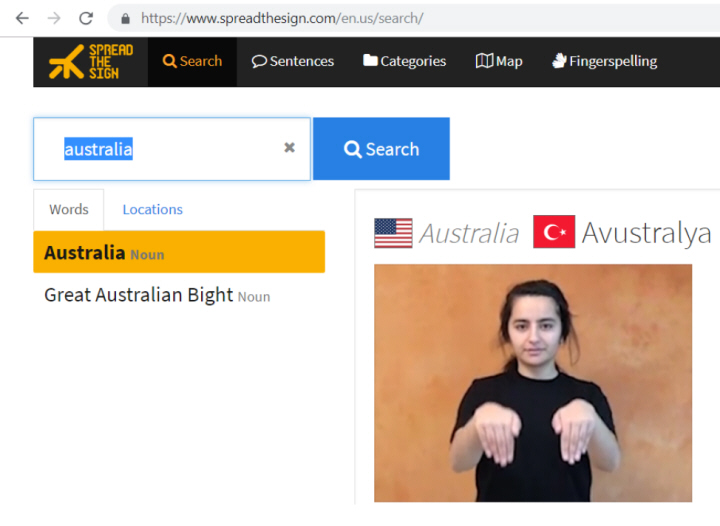 https://www.spreadthesign.com/en.us/search/
SPREAD
THE
SIGN
Search
Sentences
Categories
Map
Fingerspelling
australia
Search
Words
Locations
Australia Noun
Great Australian Bight Noun
Australia
Avustralya